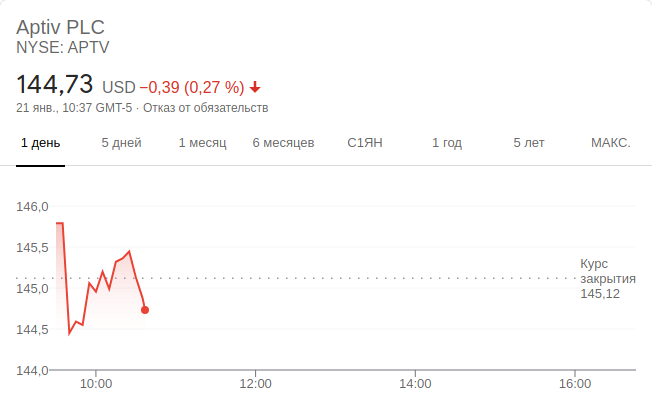 Aptiv PLC
NYSE: APTV
144,73 USD −0,39 (0,27 %)
21 янв., 10:37 GMT-5 · Отказ от обязательств
1 день 5 дней 1 месяц 6 месяцев С1ЯН 1 год 5 лет МАКС.
146,0
145,5
Курс
закрытия
145,12
145,0
144,5
144,0
10:00 12:00 14:00 16:00